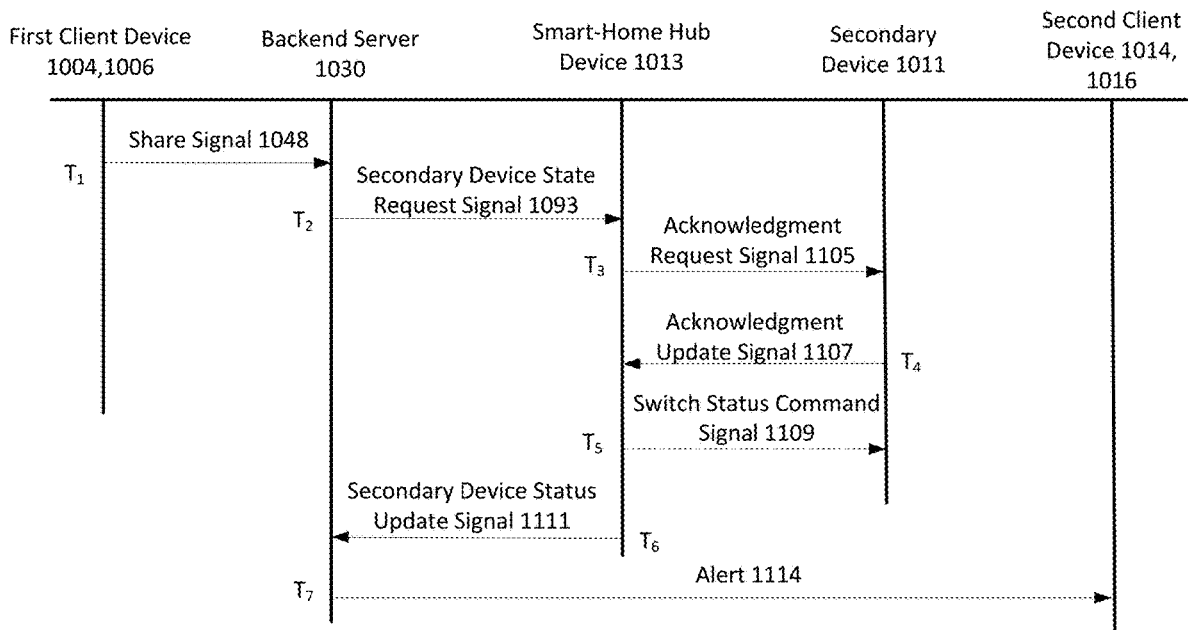 First Client Device
1004,1006
Backend Server
1030
Smart-Home Hub
Device 1013
Secondary
Device 1011
Second Client
Device 1014,
1016
Share Signal 1048
T1
Secondary Device State
Request Signal 1093
T2
Acknowledgment
Request Signal 1105
T3
Acknowledgment
Update Signal 1107
T4
Switch Status Command
Signal 1109
T5
Secondary Device Status
Update Signal 1111
T6
Alert 1114
T7